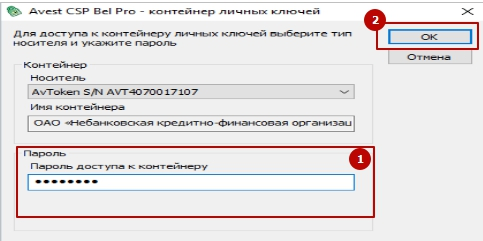 Avest CSP Bel Pro - контейнер личных ключей
Для доступа к контейнеру личных ключей выберите тип
носителя и укажите пароль
2
OK
Отмена
Контейнер
Носитель
AvToken S/N AVT4070017107
Имя контейнера
ОАО «Небанковская кредитно-финансовая организац
Пароль
1
Пароль доступа к контейнеру
●●●●●●●●